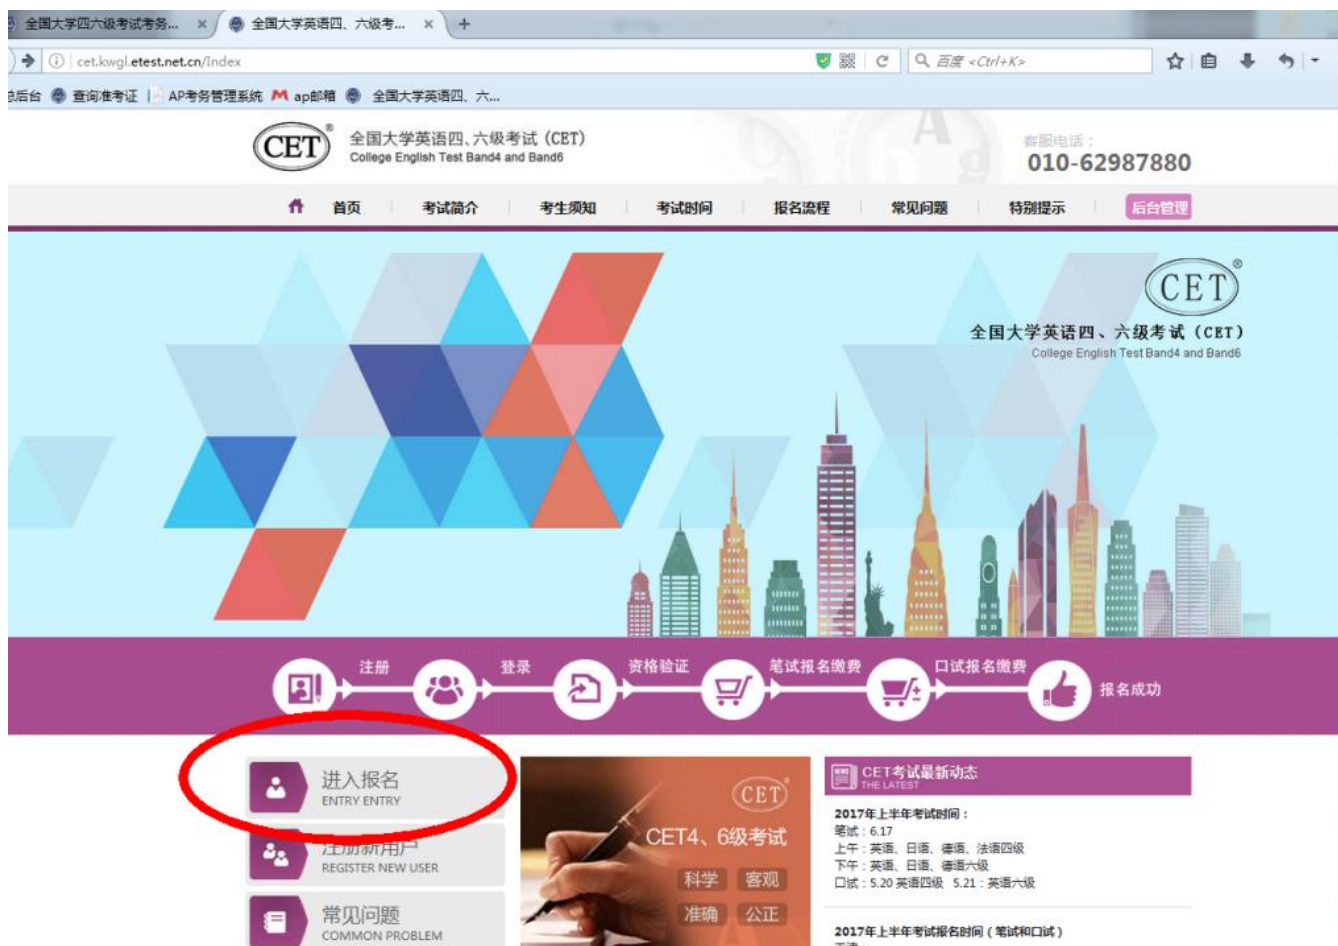 全国大学四六级考试考务... × 全国大学英语四、六级考... × +
cet.kwgl.etest.net.cn/Index 百度 <Ctrl+K>
总后台 查询准考证 AP考务管理系统 ap邮箱 全国大学英语四、六...
CET® 全国大学英语四、六级考试 (CET)
College English Test Band4 and Band6
客服电话：
010-62987880
首页 考试简介 考生须知 考试时间 报名流程 常见问题 特别提示 后台管理
CET®
全国大学英语四、六级考试（CET）
College English Test Band4 and Band6
注册 登录 资格验证 笔试报名缴费 口试报名缴费 报名成功
进入报名
ENTRY ENTRY
注册新用户
REGISTER NEW USER
常见问题
COMMON PROBLEM
CET®
CET4、6级考试
科学 客观
准确 公正
NEWS CET考试最新动态
THE LATEST
2017年上半年考试时间：
笔试：6.17
上午：英语、日语、德语、法语四级
下午：英语、日语、德语六级
口试：5.20 英语四级 5.21：英语六级
2017年上半年考试报名时间（笔试和口试）